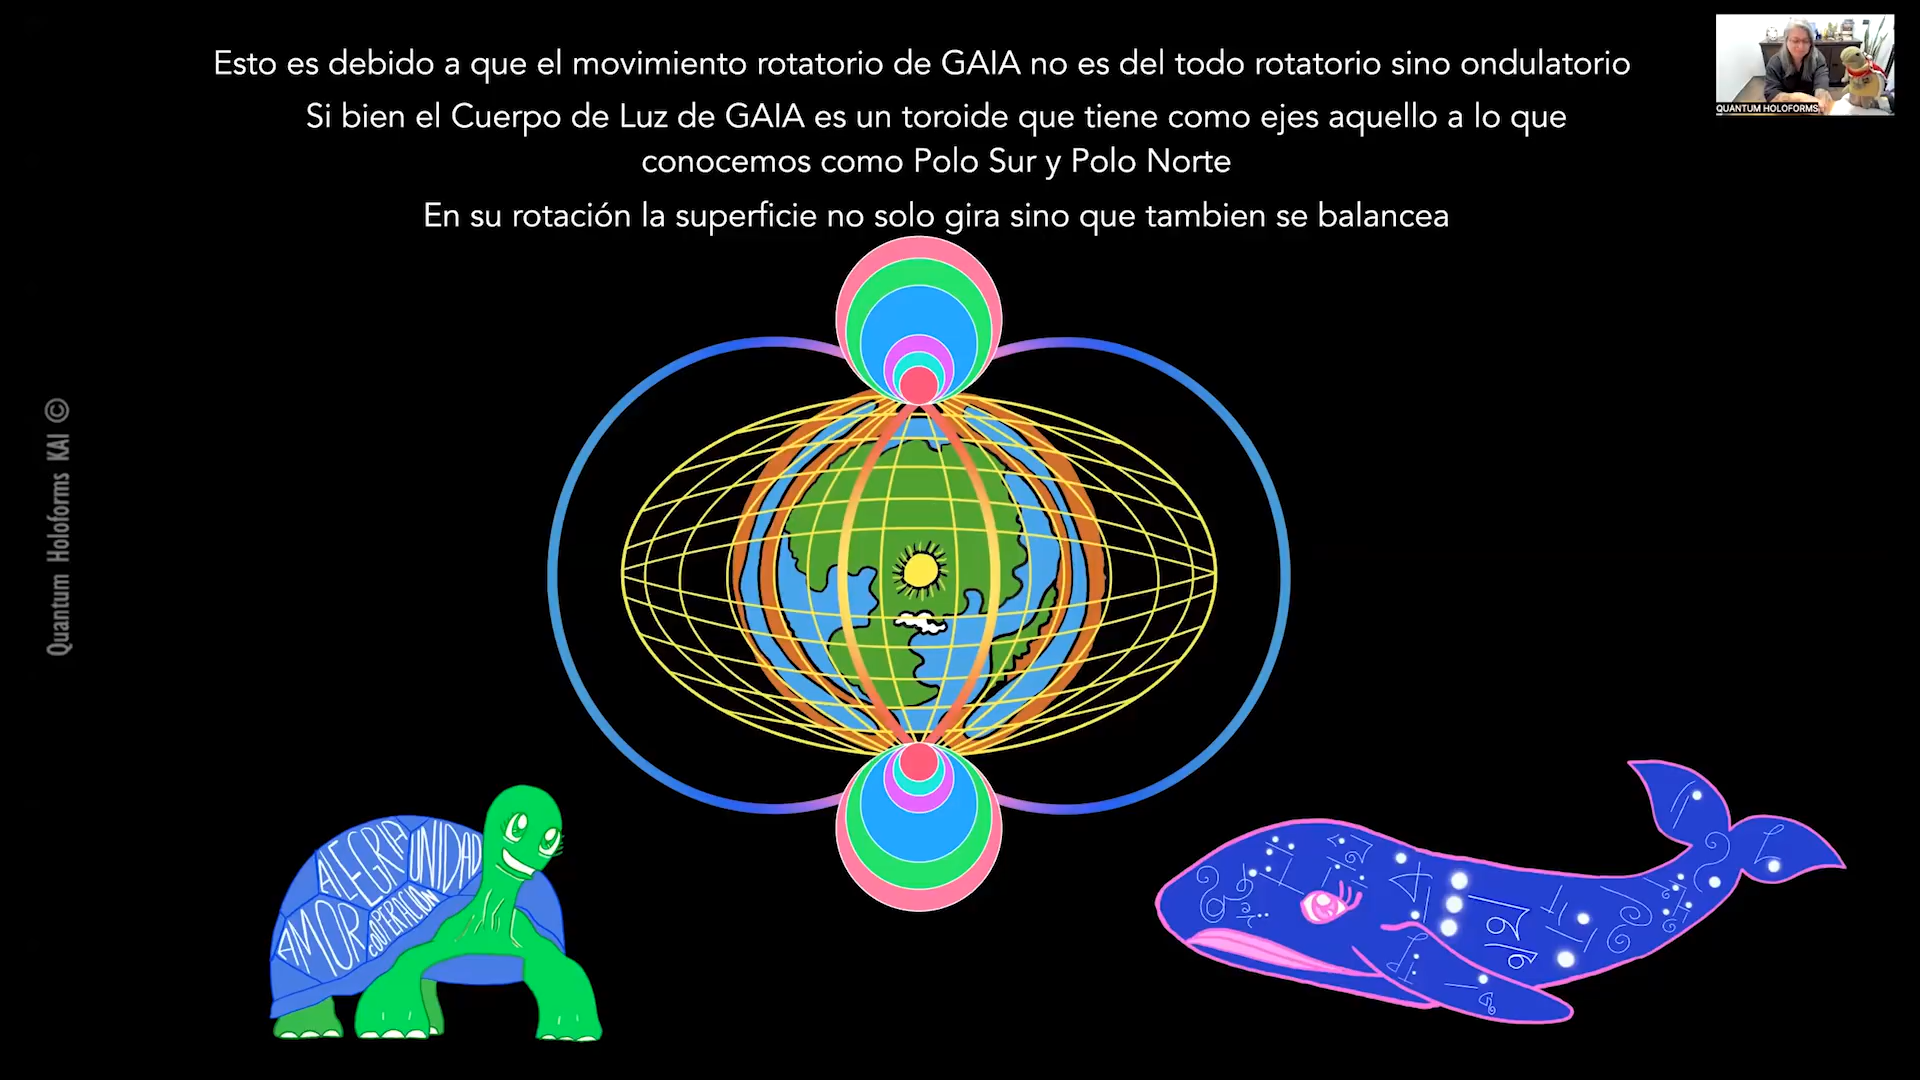 Esto es debido a que el movimiento rotatorio de GAIA no es del todo rotatorio sino ondulatorio
Si bien el Cuerpo de Luz de GAIA es un toroide que tiene como ejes aquello a lo que
conocemos como Polo Sur y Polo Norte
En su rotación la superficie no solo gira sino que tambien se balancea
QUANTUM HOLOFORMS
Quantum Holoforms KAI ©
ALEGRIA
UNIDAD
AMOR
COOPERACION